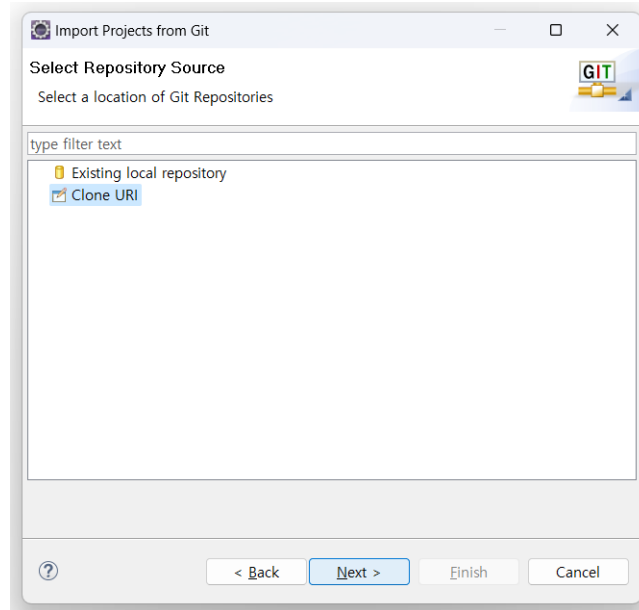 Import Projects from Git
Select Repository Source
Select a location of Git Repositories
GIT
type filter text
Existing local repository
Clone URI
< Back
Next >
Finish
Cancel